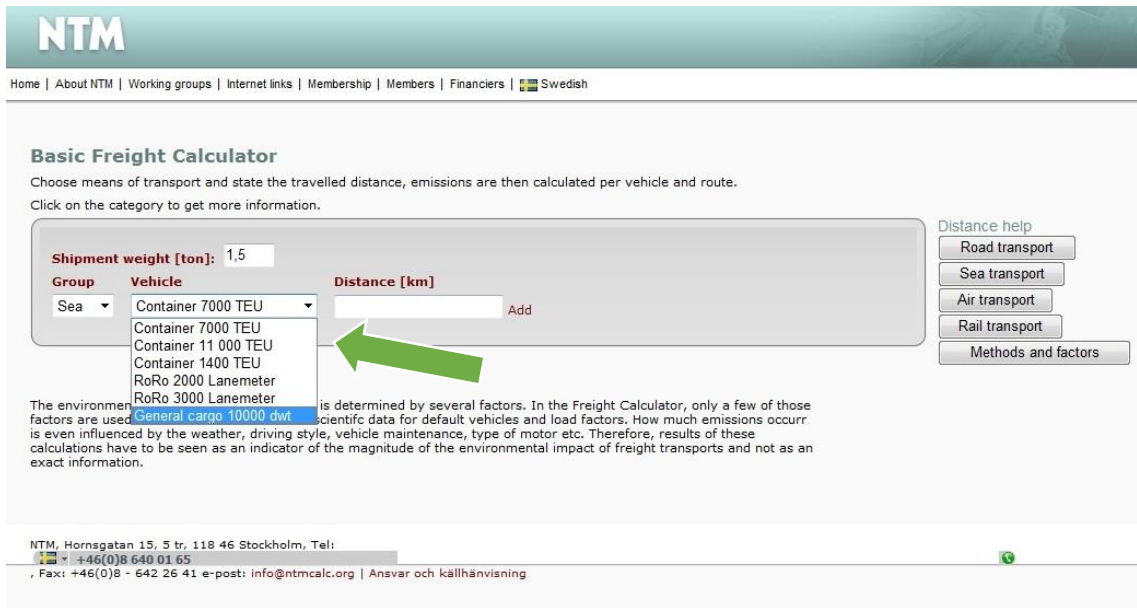 NTM
Home | About NTM | Working groups | Internet links | Membership | Members | Financiers | Swedish
Basic Freight Calculator
Choose means of transport and state the travelled distance, emissions are then calculated per vehicle and route.
Click on the category to get more information.
Shipment weight [ton]: 1,5
Group Vehicle Distance [km]
Sea Container 7000 TEU Add
Container 7000 TEU
Container 11 000 TEU
Container 1400 TEU
RoRo 2000 Lanemeter
RoRo 3000 Lanemeter
General cargo 10000 dwt
Distance help
Road transport
Sea transport
Air transport
Rail transport
Methods and factors
The environmen is determined by several factors. In the Freight Calculator, only a few of those
factors are used scientifc data for default vehicles and load factors. How much emissions occurr
is even influenced by the weather, driving style, vehicle maintenance, type of motor etc. Therefore, results of these
calculations have to be seen as an indicator of the magnitude of the environmental impact of freight transports and not as an
exact information.
NTM, Hornsgatan 15, 5 tr, 118 46 Stockholm, Tel:
+46(0)8 640 01 65
, Fax: +46(0)8 - 642 26 41 e-post: info@ntmcalc.org | Ansvar och källhänvisning